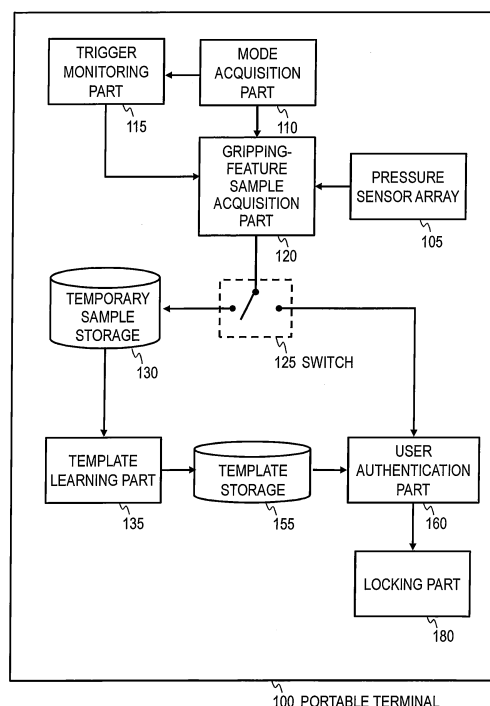 TRIGGER
MONITORING
PART
115
MODE
ACQUISITION
PART
110
GRIPPING-
FEATURE
SAMPLE
ACQUISITION
PART
120
PRESSURE
SENSOR ARRAY
105
TEMPORARY
SAMPLE
STORAGE
130
125 SWITCH
TEMPLATE
LEARNING PART
135
TEMPLATE
STORAGE
155
USER
AUTHENTICATION
PART
160
LOCKING PART
180
100 PORTABLE TERMINAL